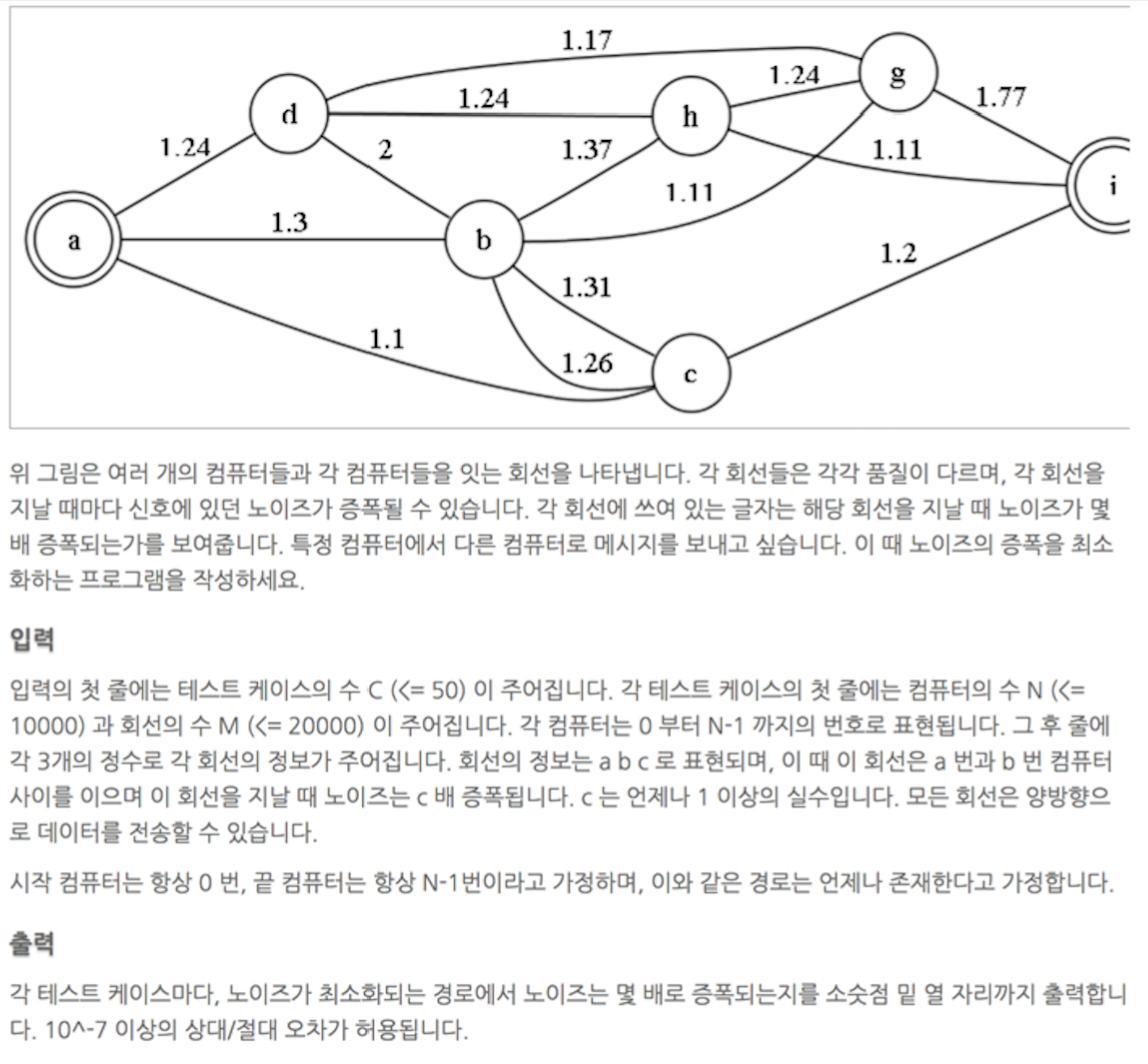 1.17
g
1.24
1.77
d
1.24
h
1.24
2
1.37
1.11
1.11
i
a
1.3
b
1.2
1.31
1.1
1.26
c
위 그림은 여러 개의 컴퓨터들과 각 컴퓨터들을 잇는 회선을 나타냅니다. 각 회선들은 각각 품질이 다르며, 각 회선을
지날 때마다 신호에 있던 노이즈가 증폭될 수 있습니다. 각 회선에 쓰여 있는 글자는 해당 회선을 지날 때 노이즈가 몇
배 증폭되는가를 보여줍니다. 특정 컴퓨터에서 다른 컴퓨터로 메시지를 보내고 싶습니다. 이 때 노이즈의 증폭을 최소
화하는 프로그램을 작성하세요.
입력
입력의 첫 줄에는 테스트 케이스의 수 C (<= 50) 이 주어집니다. 각 테스트 케이스의 첫 줄에는 컴퓨터의 수 N (<=
10000) 과 회선의 수 M (<= 20000) 이 주어집니다. 각 컴퓨터는 0 부터 N-1 까지의 번호로 표현됩니다. 그 후 줄에
각 3개의 정수로 각 회선의 정보가 주어집니다. 회선의 정보는 a b c 로 표현되며, 이 때 이 회선은 a 번과 b 번 컴퓨터
사이를 이으며 이 회선을 지날 때 노이즈는 c 배 증폭됩니다. c 는 언제나 1 이상의 실수입니다. 모든 회선은 양방향으
로 데이터를 전송할 수 있습니다.
시작 컴퓨터는 항상 0 번, 끝 컴퓨터는 항상 N-1번이라고 가정하며, 이와 같은 경로는 언제나 존재한다고 가정합니다.
출력
각 테스트 케이스마다, 노이즈가 최소화되는 경로에서 노이즈는 몇 배로 증폭되는지를 소숫점 밑 열 자리까지 출력합니
다. 10^-7 이상의 상대/절대 오차가 허용됩니다.